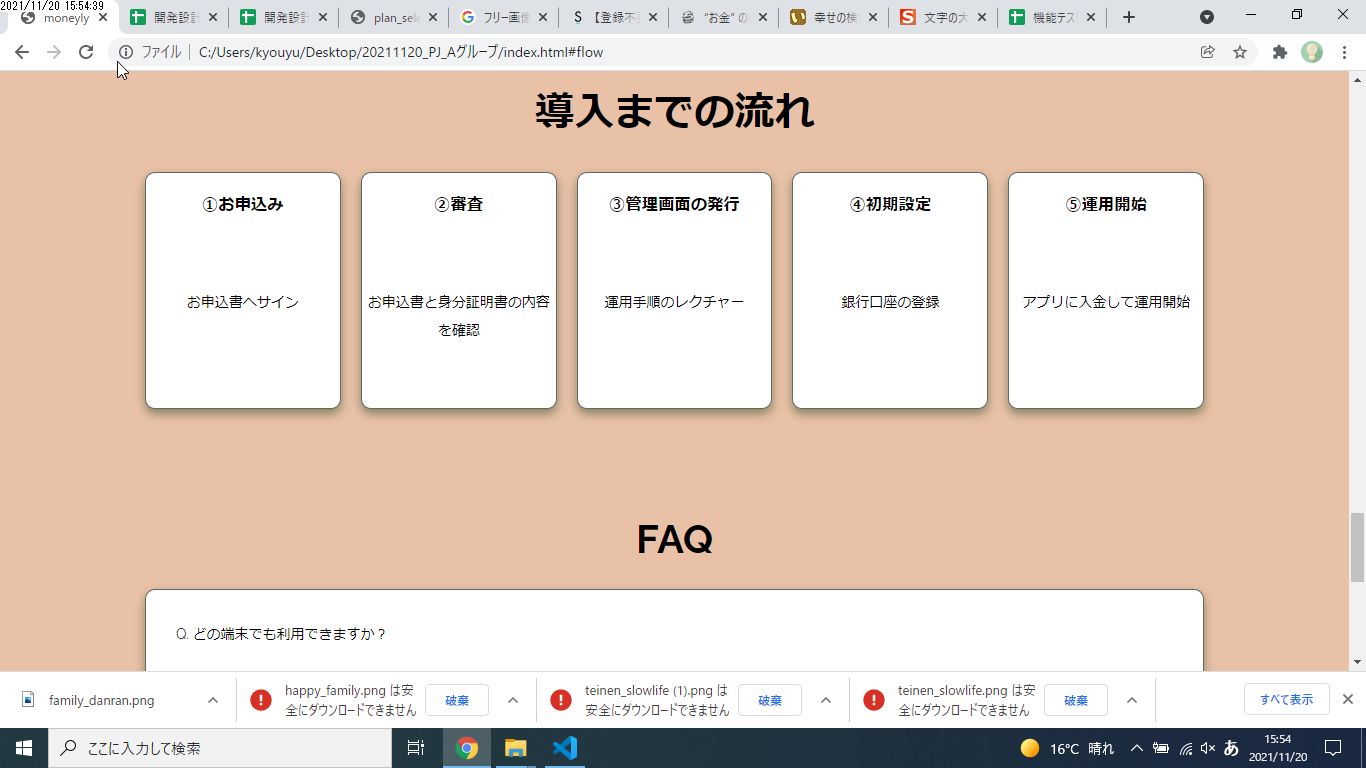 2021/11/20 15:54:39
moneyly
開発設計
開発設計
plan_sele
フリー画像
【登録不
"お金" の
幸せの検
文字の大
機能テスト
ファイル
C:/Users/kyouyu/Desktop/20211120_PJ_Aグループ/index.html#flow
導入までの流れ
①お申込み
②審査
③管理画面の発行
④初期設定
⑤運用開始
お申込書へサイン
お申込書と身分証明書の内容
を確認
運用手順のレクチャー
銀行口座の登録
アプリに入金して運用開始
FAQ
Q. どの端末でも利用できますか？
family_danran.png
happy_family.png は安
全にダウンロードできません
破棄
teinen_slowlife (1).png は
安全にダウンロードできません
破棄
teinen_slowlife.png は安
全にダウンロードできません
破棄
すべて表示
ここに入力して検索
16°C 晴れ
あ
15:54
2021/11/20